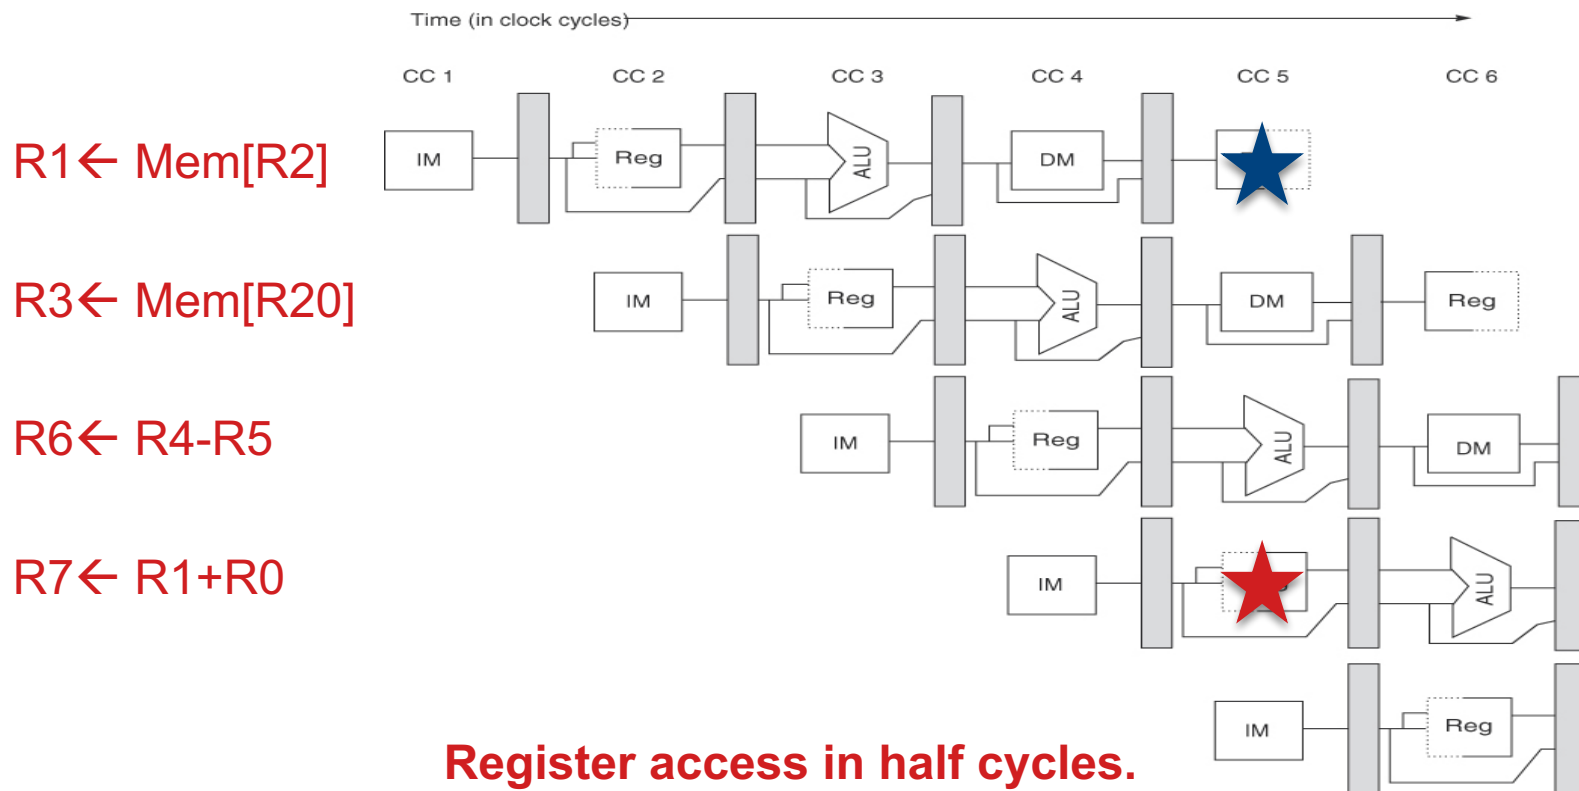 Time (in clock cycles)
CC 1 CC 2 CC 3 CC 4 CC 5 CC 6
R1← Mem[R2] IM Reg ALU DM
R3← Mem[R20] IM Reg ALU DM Reg
R6← R4-R5 IM Reg ALU DM
R7← R1+R0 IM ALU
IM Reg
Register access in half cycles.